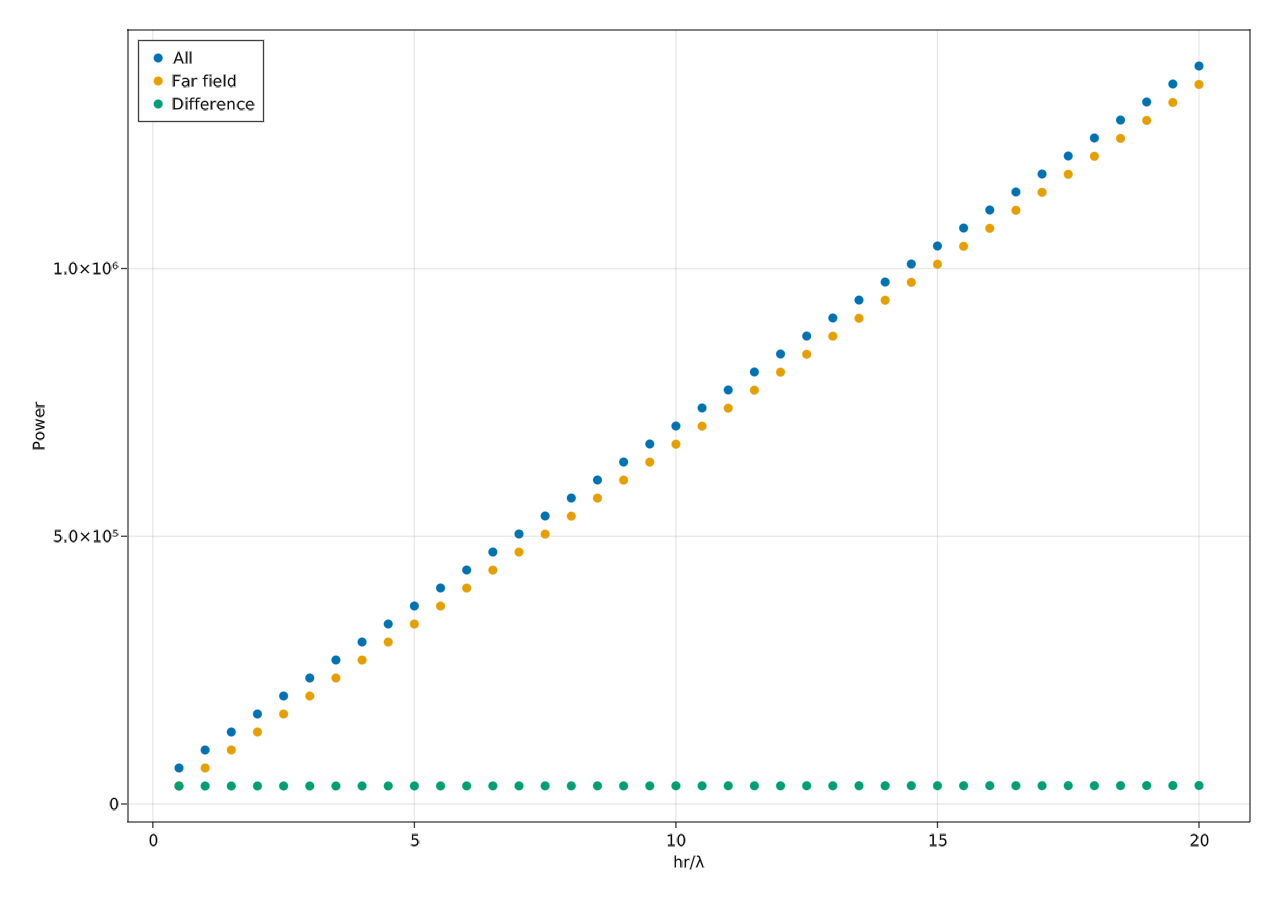 All
Far field
Difference
1.0×10⁶
5.0×10⁵
0
Power
0 5 10 15 20
hr/λ